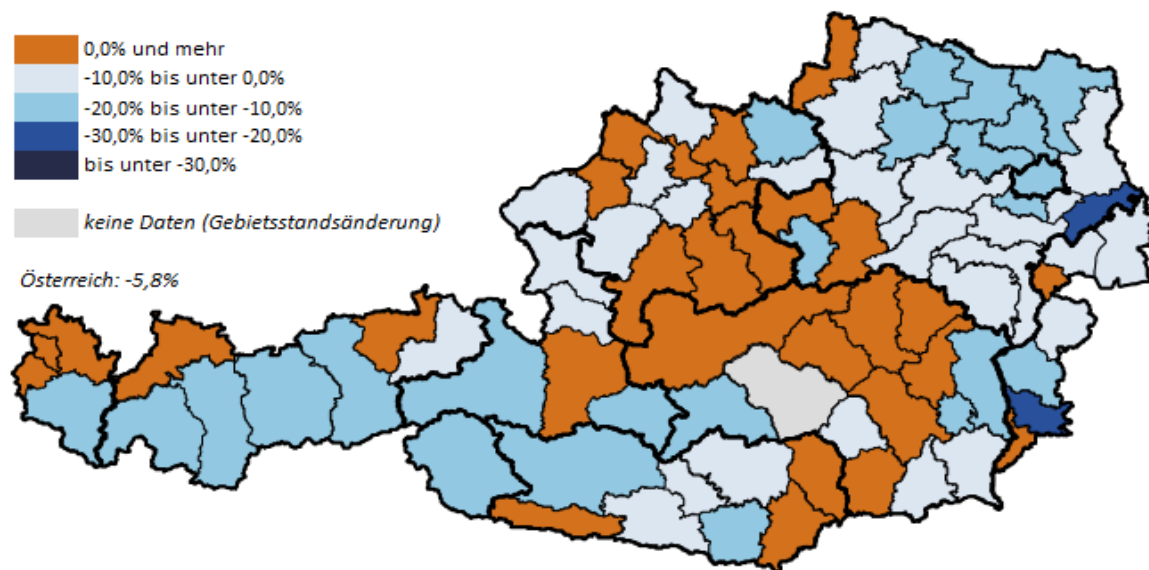 0,0% und mehr
-10,0% bis unter 0,0%
-20,0% bis unter -10,0%
-30,0% bis unter -20,0%
bis unter -30,0%
keine Daten (Gebietsstandsänderung)
Österreich: -5,8%